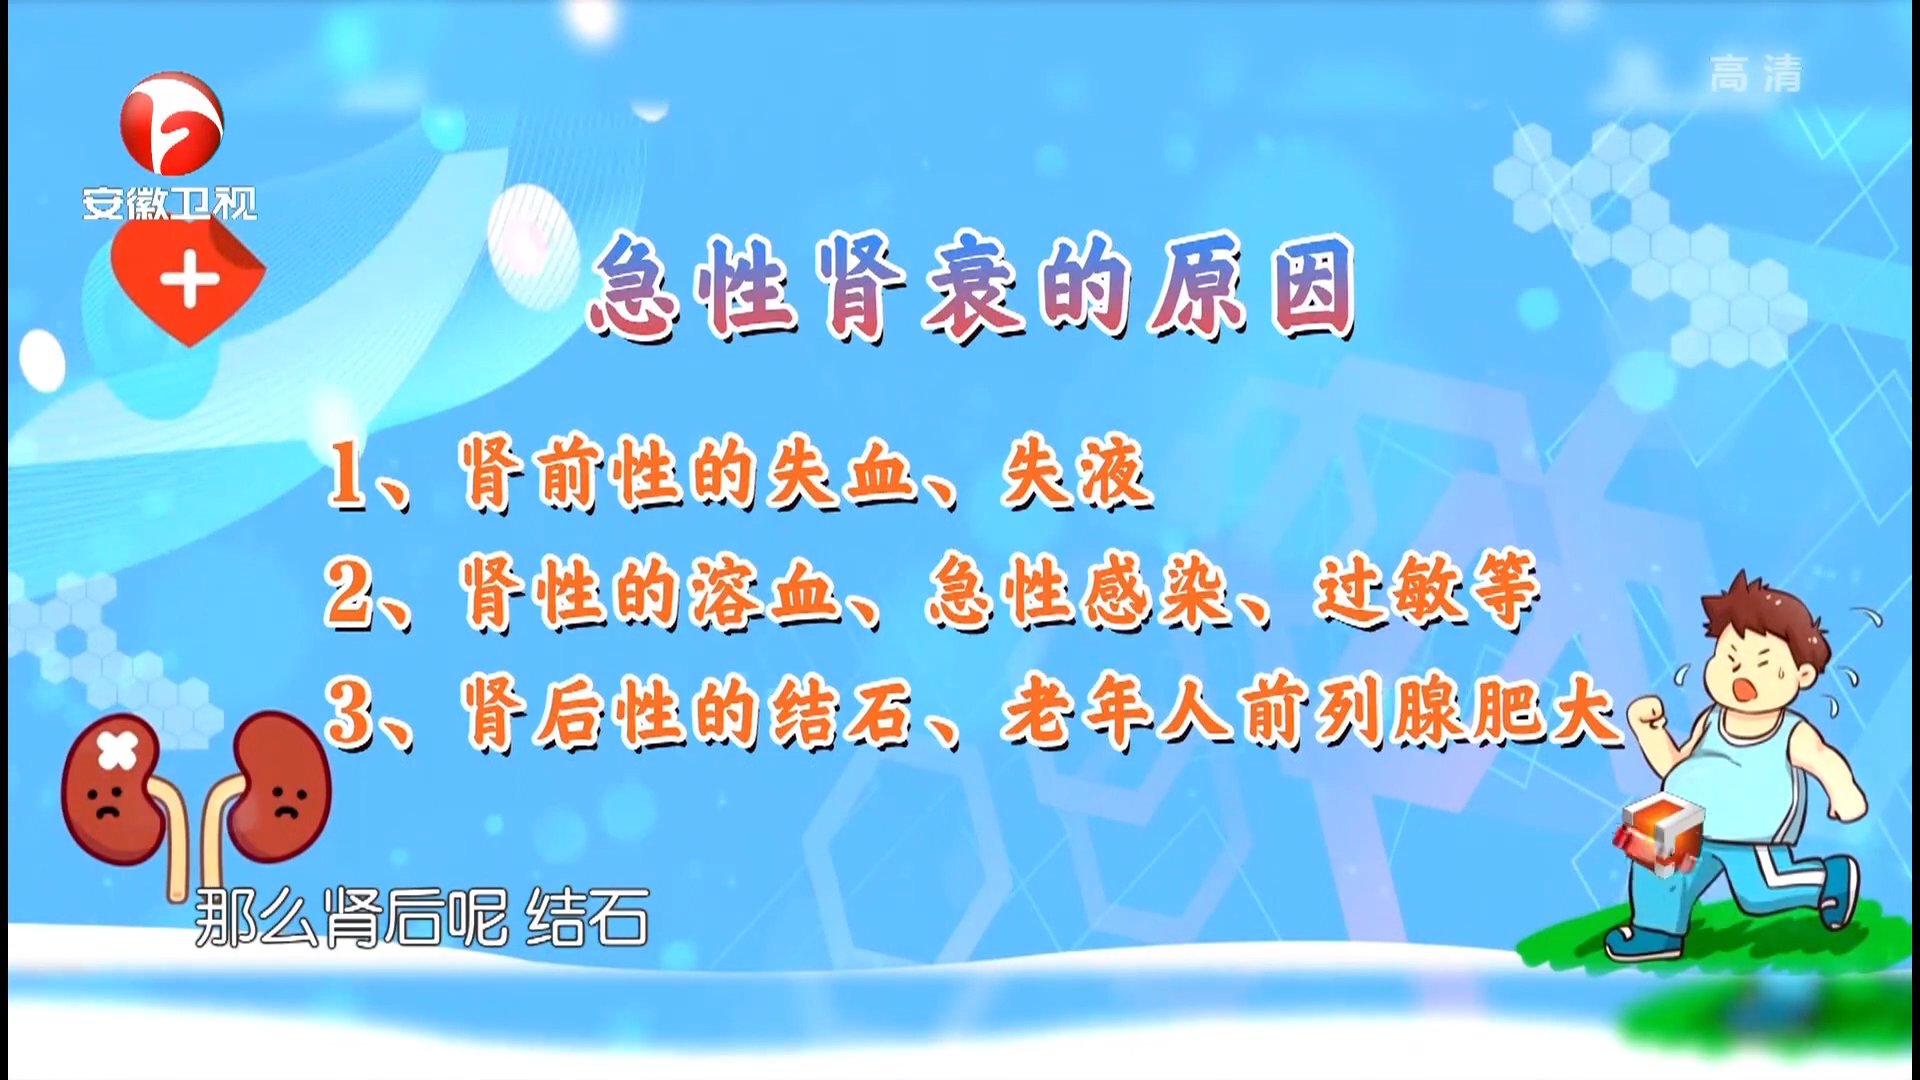 高清
安徽卫视
急性肾衰的原因
1、肾前性的失血、失液
2、肾性的溶血、急性感染、过敏等
3、肾后性的结石、老年人前列腺肥大
那么肾后呢 结石